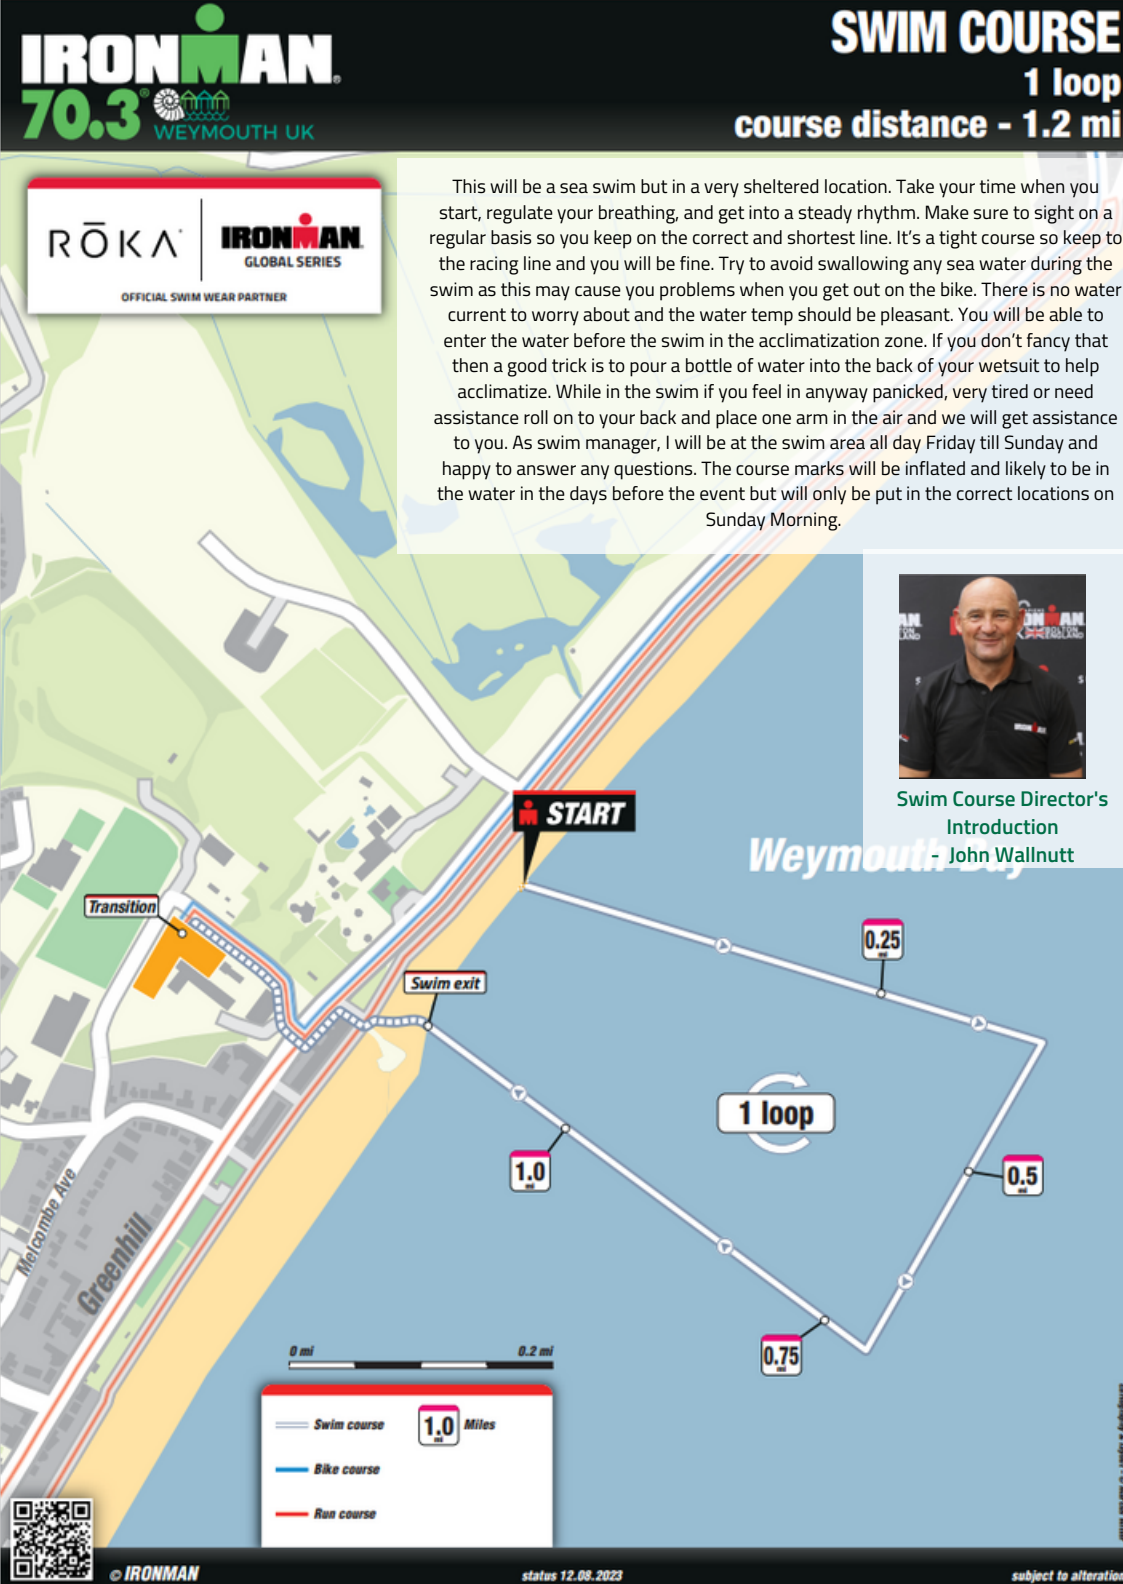 IRONMAN®
70.3® WEYMOUTH UK
SWIM COURSE
1 loop
course distance - 1.2 mi
RŌKA
IRONMAN
GLOBAL SERIES
OFFICIAL SWIM WEAR PARTNER
This will be a sea swim but in a very sheltered location. Take your time when you
start, regulate your breathing, and get into a steady rhythm. Make sure to sight on a
regular basis so you keep on the correct and shortest line. It's a tight course so keep to
the racing line and you will be fine. Try to avoid swallowing any sea water during the
swim as this may cause you problems when you get out on the bike. There is no water
current to worry about and the water temp should be pleasant. You will be able to
enter the water before the swim in the acclimatization zone. If you don't fancy that
then a good trick is to pour a bottle of water into the back of your wetsuit to help
acclimatize. While in the swim if you feel in anyway panicked, very tired or need
assistance roll on to your back and place one arm in the air and we will get assistance
to you. As swim manager, I will be at the swim area all day Friday till Sunday and
happy to answer any questions. The course marks will be inflated and likely to be in
the water in the days before the event but will only be put in the correct locations on
Sunday Morning.
Swim Course Director's
Introduction
- John Wallnutt
START
Weymouth Bay
Transition
0.25
mi
Swim exit
1 loop
1.0
mi
0.5
mi
0.75
mi
Melcombe Ave
Greenhill
0 mi
0.2 mi
Swim course
1.0
mi
Miles
Bike course
Run course
© IRONMAN
status 12.08.2023
subject to alteration